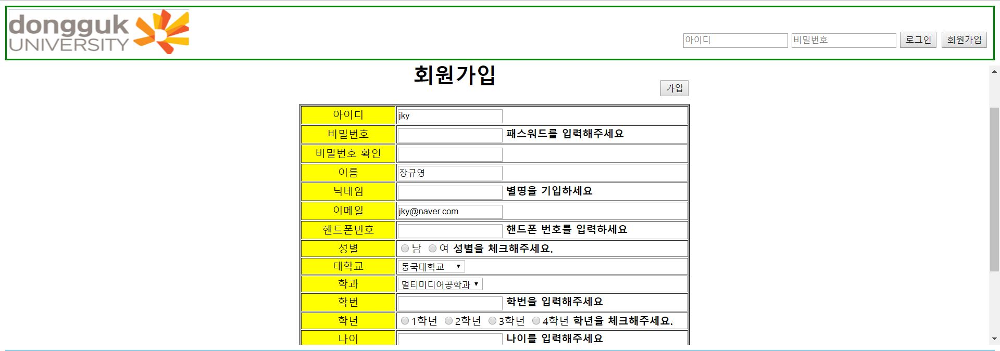 dongguk
UNIVERSITY
아이디 비밀번호 로그인 회원가입
회원가입
가입
아이디 jky
비밀번호 패스워드를 입력해주세요
비밀번호 확인
이름 장규영
닉네임 별명을 기입하세요
이메일 jky@naver.com
핸드폰번호 핸드폰 번호를 입력하세요
성별 남 여 성별을 체크해주세요.
대학교 동국대학교
학과 멀티미디어공학과
학번 학번을 입력해주세요
학년 1학년 2학년 3학년 4학년 학년을 체크해주세요.
나이 나이를 입력해주세요